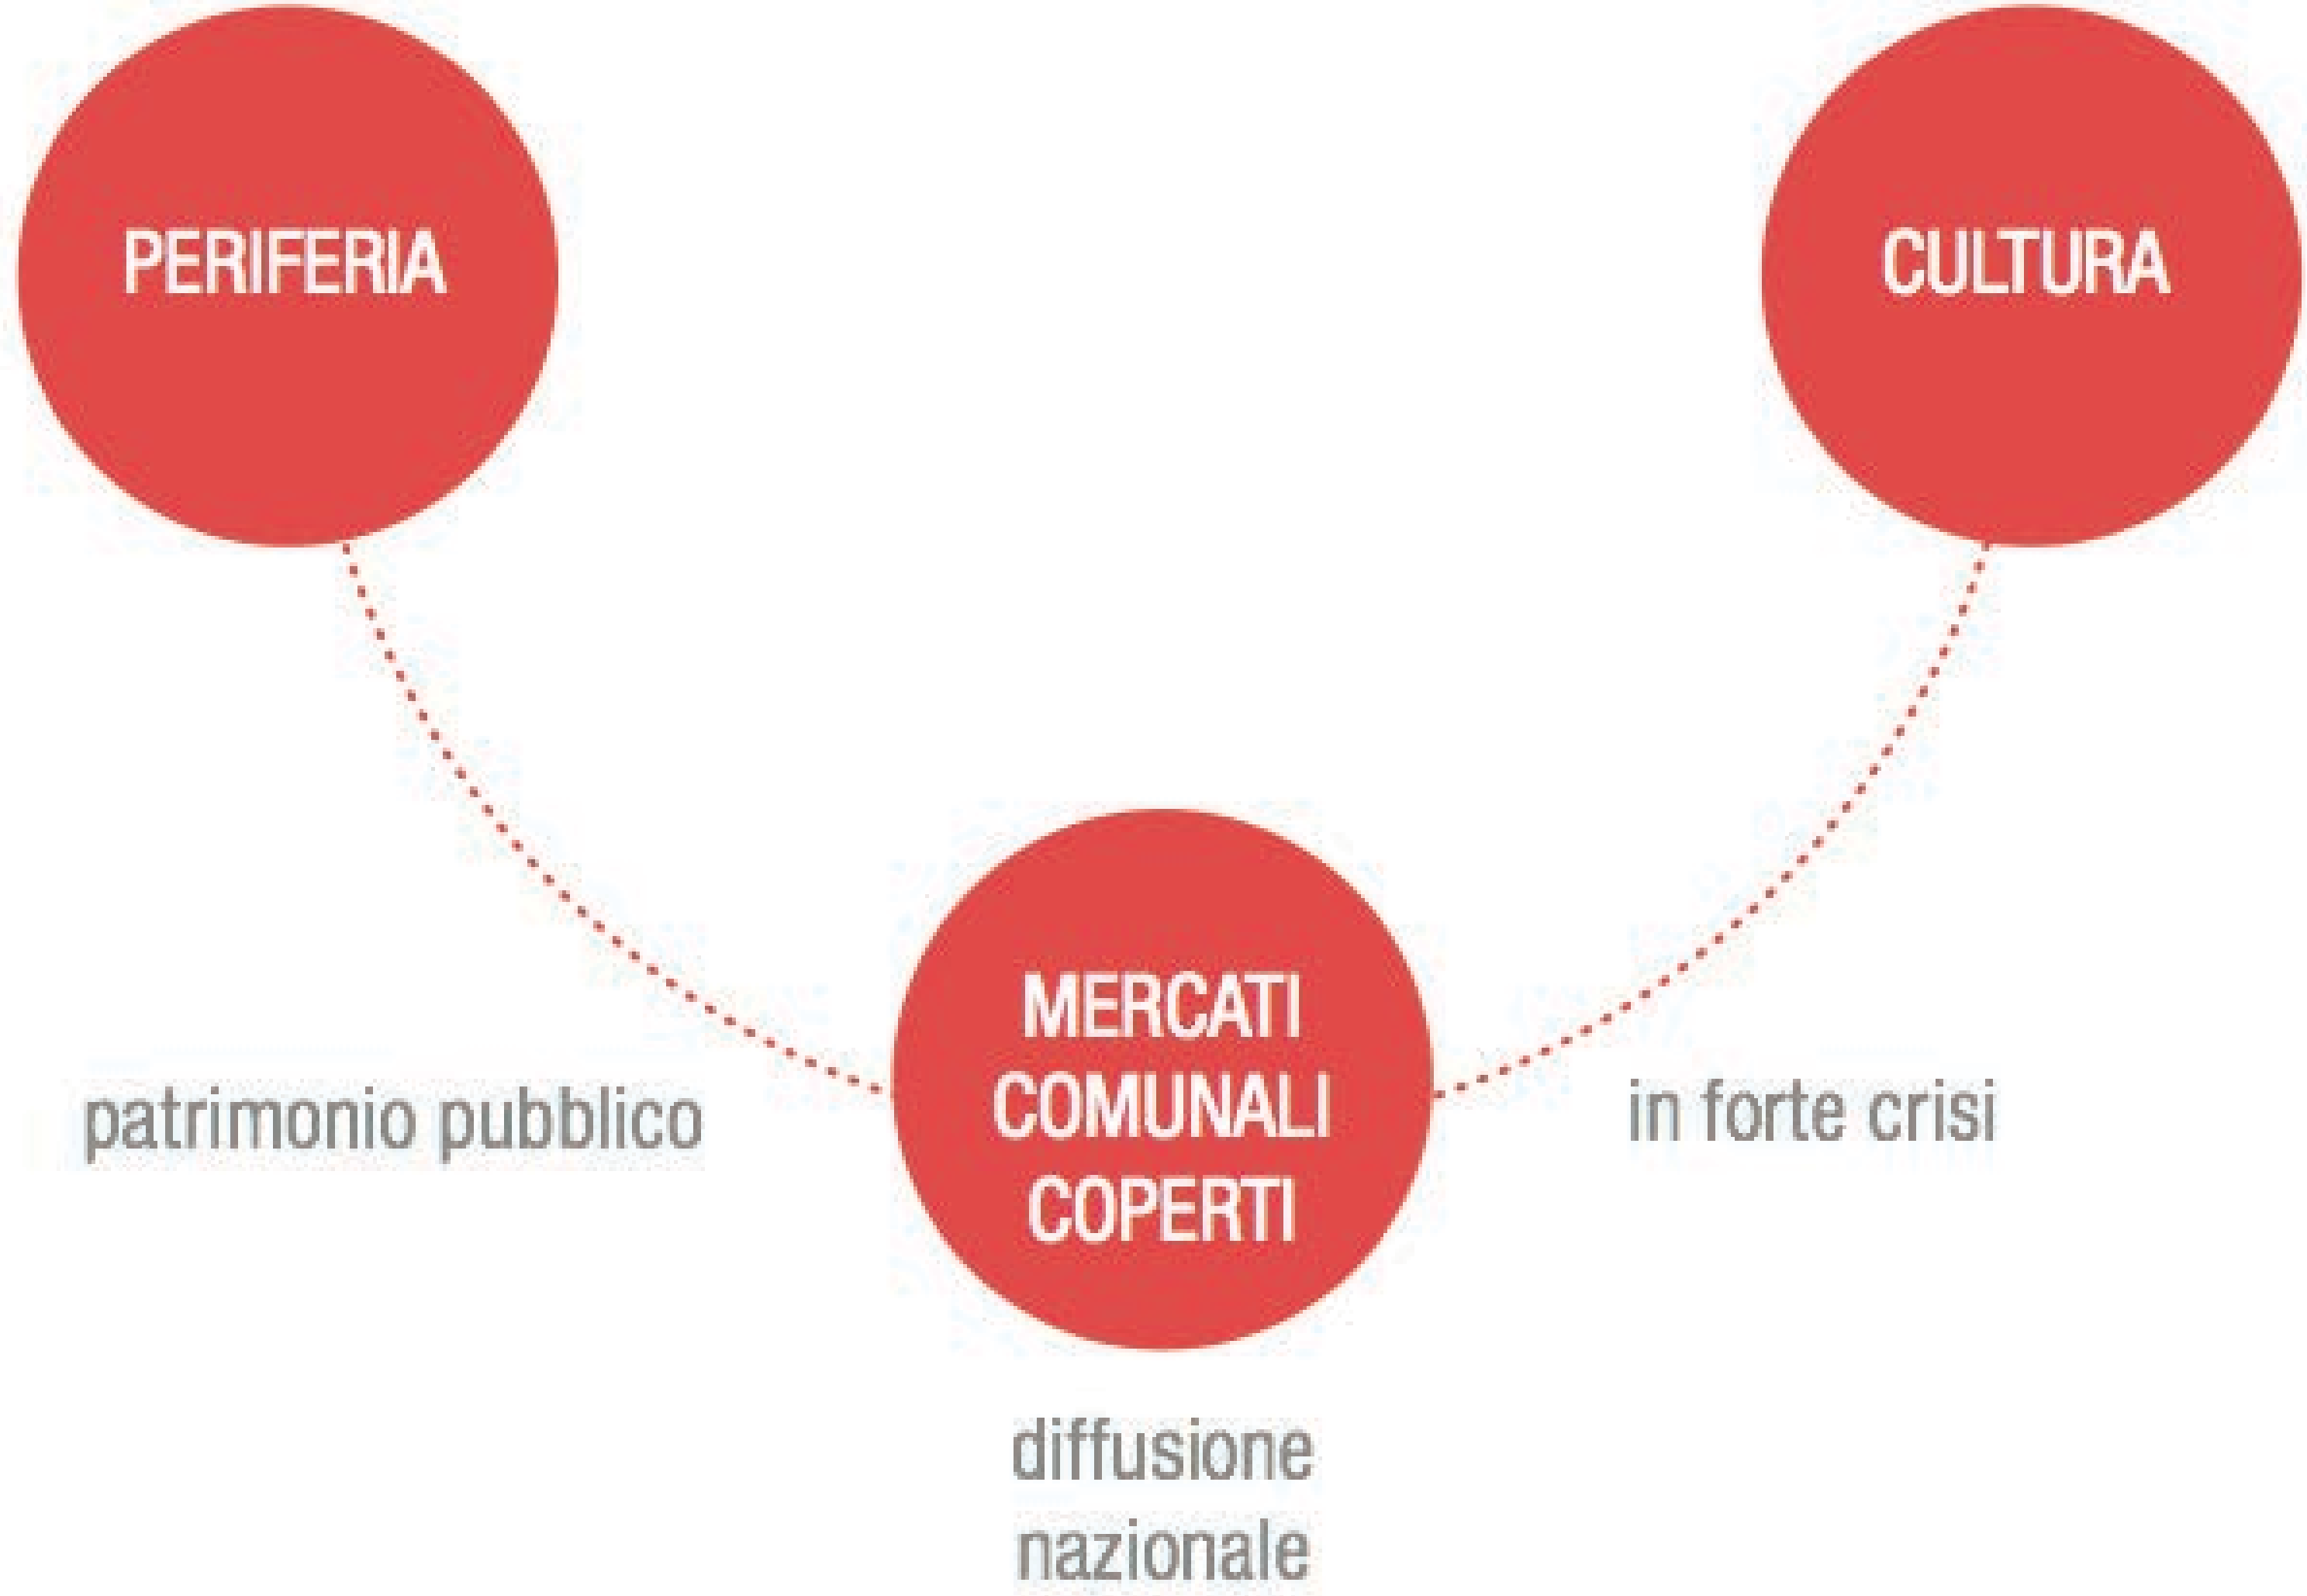 PERIFERIA
CULTURA
MERCATI
COMUNALI
COPERTI
patrimonio pubblico
in forte crisi
diffusione
nazionale